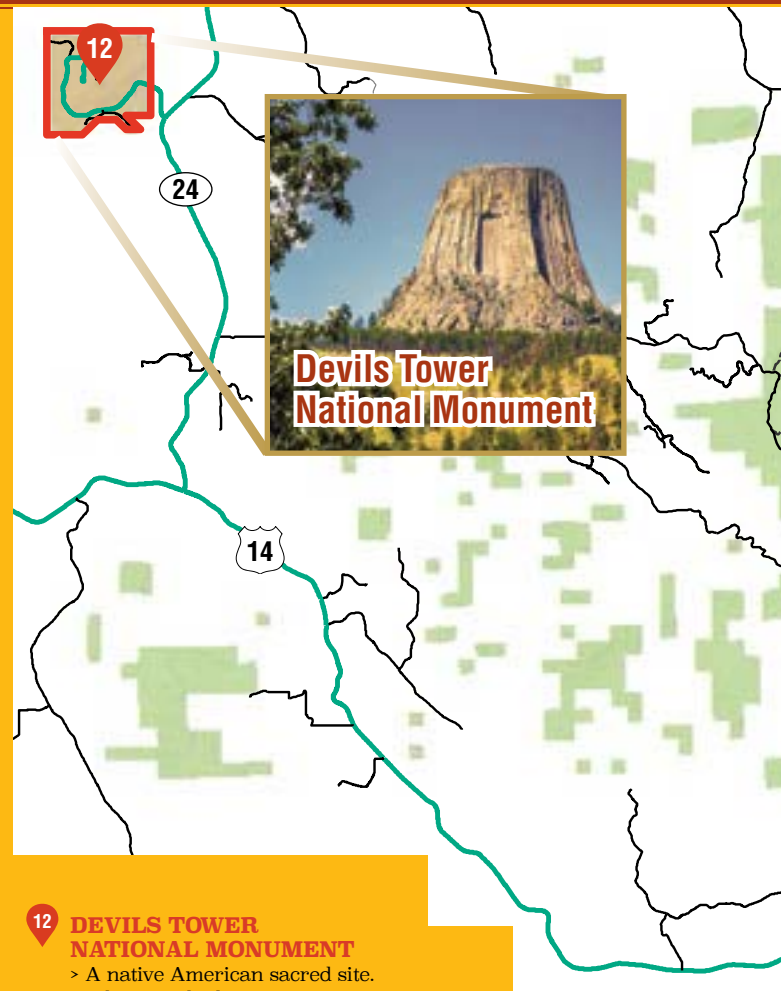 12
24
Devils Tower
National Monument
14
12 DEVILS TOWER
NATIONAL MONUMENT
> A native American sacred site.